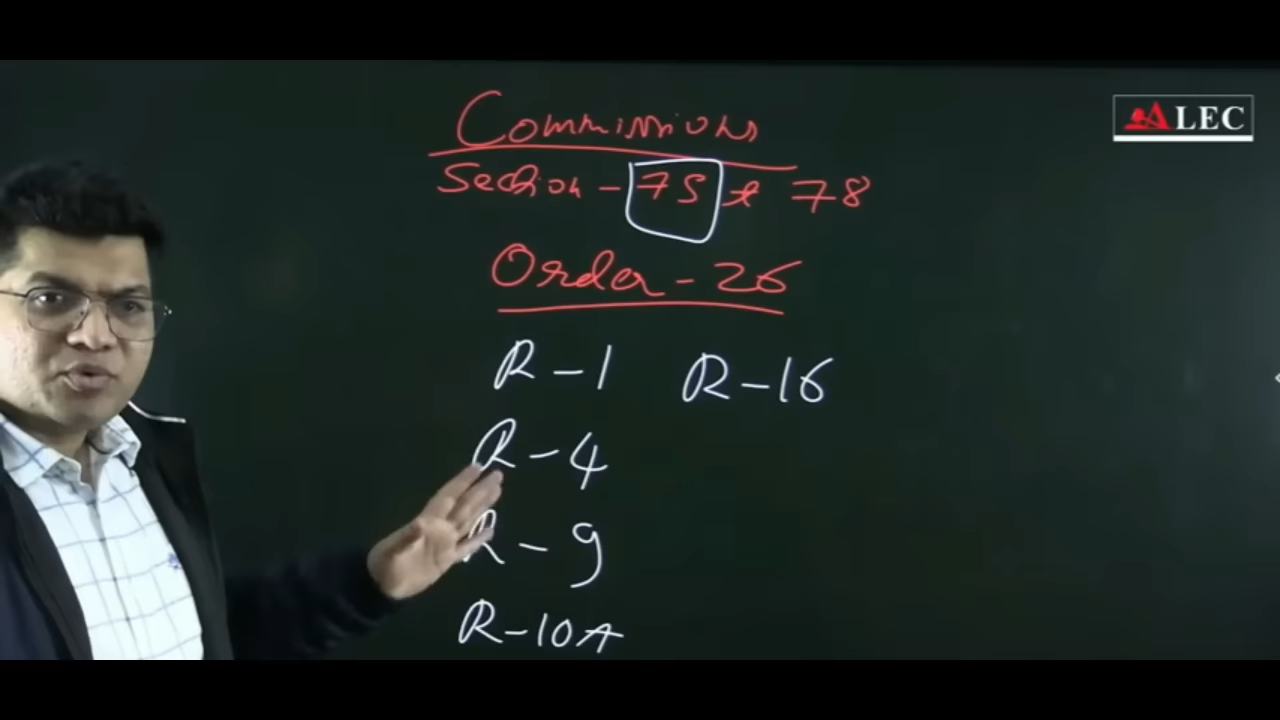 Commissions
ALEC
Section - 75 & 78
Order - 26
R - 1 R - 16
R - 4
R - 9
R - 10A